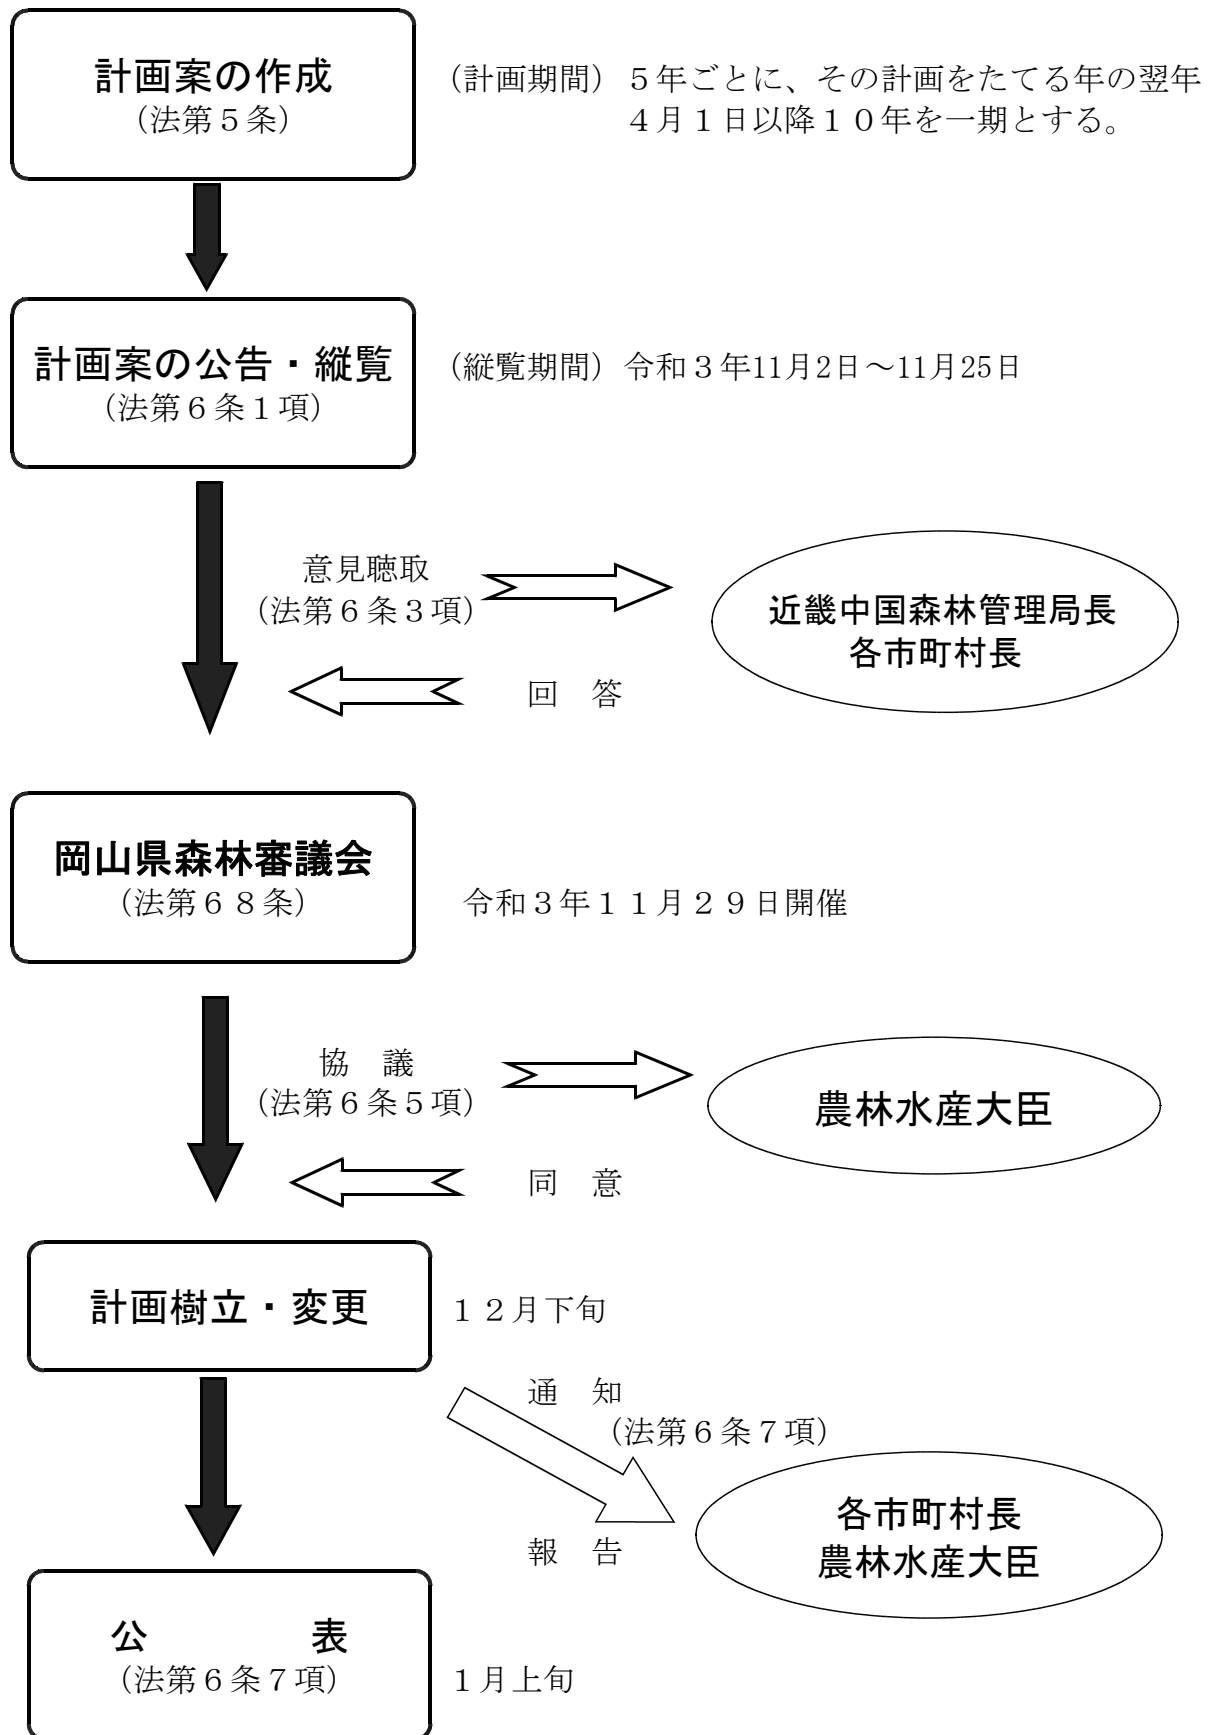 計画案の作成
（法第５条）
（計画期間）５年ごとに、その計画をたてる年の翌年
４月１日以降１０年を一期とする。
計画案の公告・縦覧
（法第６条１項）
（縦覧期間）令和３年11月2日～11月25日
意見聴取
（法第６条３項）
近畿中国森林管理局長
各市町村長
回　答
岡山県森林審議会
（法第６８条）
令和３年１１月２９日開催
協　議
（法第６条５項）
農林水産大臣
同　意
計画樹立・変更
１２月下旬
通　知
（法第６条７項）
各市町村長
農林水産大臣
報　告
公　　　　表
（法第６条７項）
１月上旬